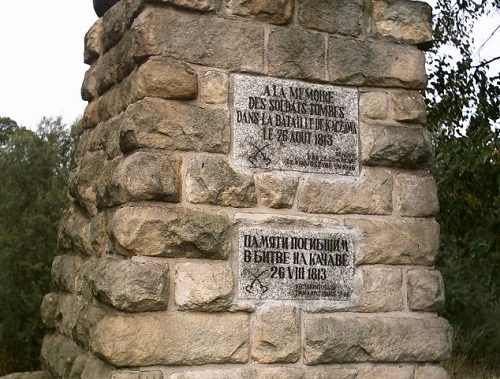 A LA MEMOIRE
DES SOLDATS TOMBES
DANS LA BATAILLE DE KACZAWA
LE 26 AOUT 1813
ПАМЯТИ ПОГИБШИМ
В БИТВЕ НА КАЧАВЕ
26 VIII 1813